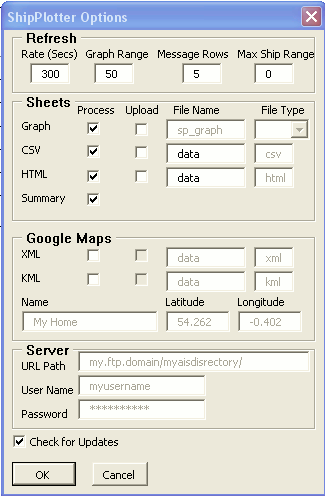 ShipPlotter Options
Refresh
Rate (Secs) Graph Range Message Rows Max Ship Range
300 50 5 0
Sheets Process Upload File Name File Type
Graph sp_graph
CSV data csv
HTML data html
Summary
Google Maps
XML data xml
KML data kml
Name Latitude Longitude
My Home 54.262 -0.402
Server
URL Path my.ftp.domain/myaisdisrectory/
User Name myusername
Password **********
Check for Updates
OK Cancel